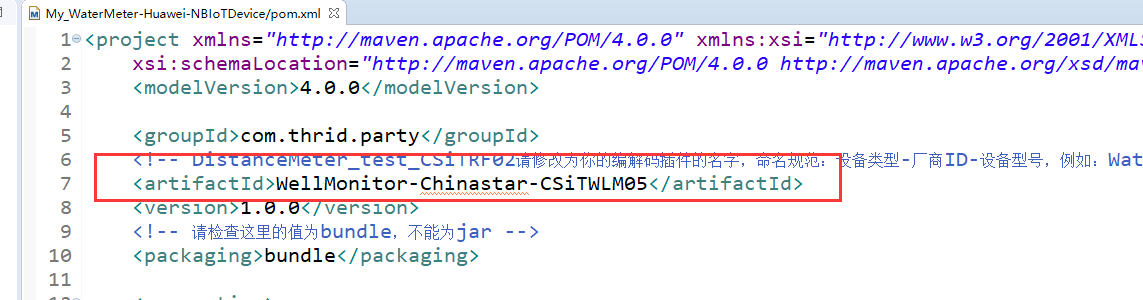 My_WaterMeter-Huawei-NBIoTDevice/pom.xml
1 <project xmlns="http://maven.apache.org/POM/4.0.0" xmlns:xsi="http://www.w3.org/2001/XMLS
2 xsi:schemaLocation="http://maven.apache.org/POM/4.0.0 http://maven.apache.org/xsd/mav
3 <modelVersion>4.0.0</modelVersion>
4
5 <groupId>com.thrid.party</groupId>
6 <!-- DistanceMeter_test_CSiTRF02请修改为你的编解码插件的名字，命名规范：设备类型-厂商ID-设备型号，例如：Wat
7 <artifactId>WellMonitor-Chinastar-CSiTWLM05</artifactId>
8 <version>1.0.0</version>
9 <!-- 请检查这里的值为bundle，不能为jar -->
10 <packaging>bundle</packaging>
11